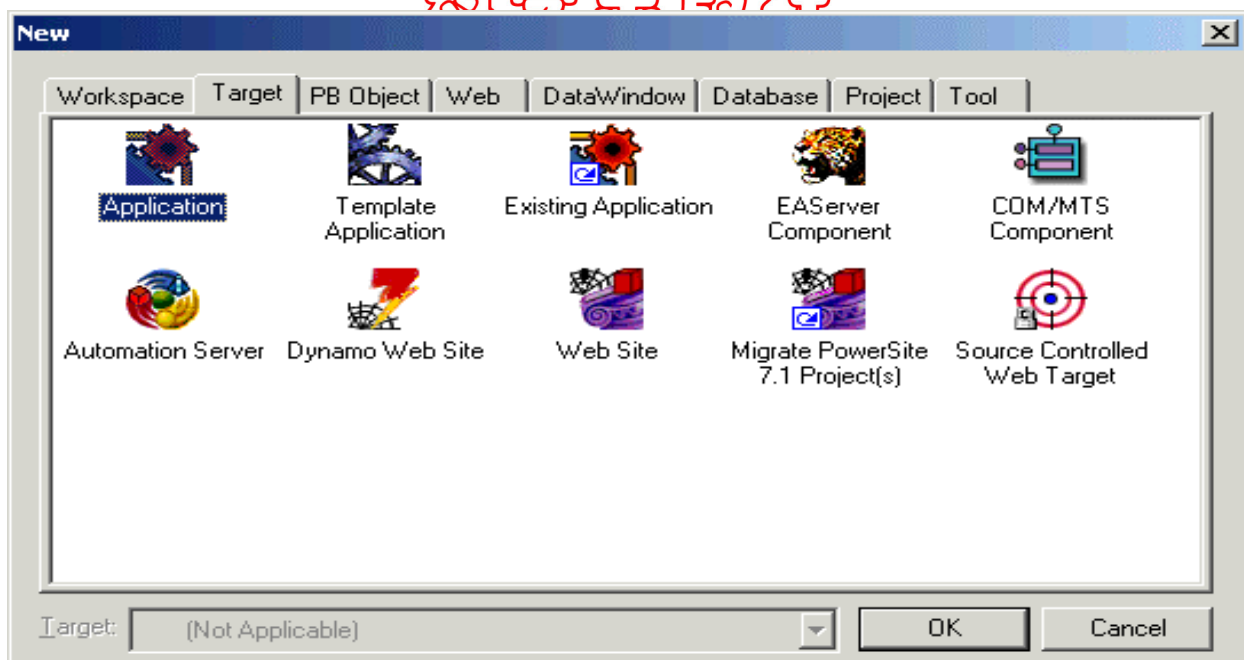 New
Workspace Target PB Object Web DataWindow Database Project Tool
Application
Template Application
Existing Application
EAServer Component
COM/MTS Component
Automation Server
Dynamo Web Site
Web Site
Migrate PowerSite 7.1 Project(s)
Source Controlled Web Target
Target: (Not Applicable) OK Cancel